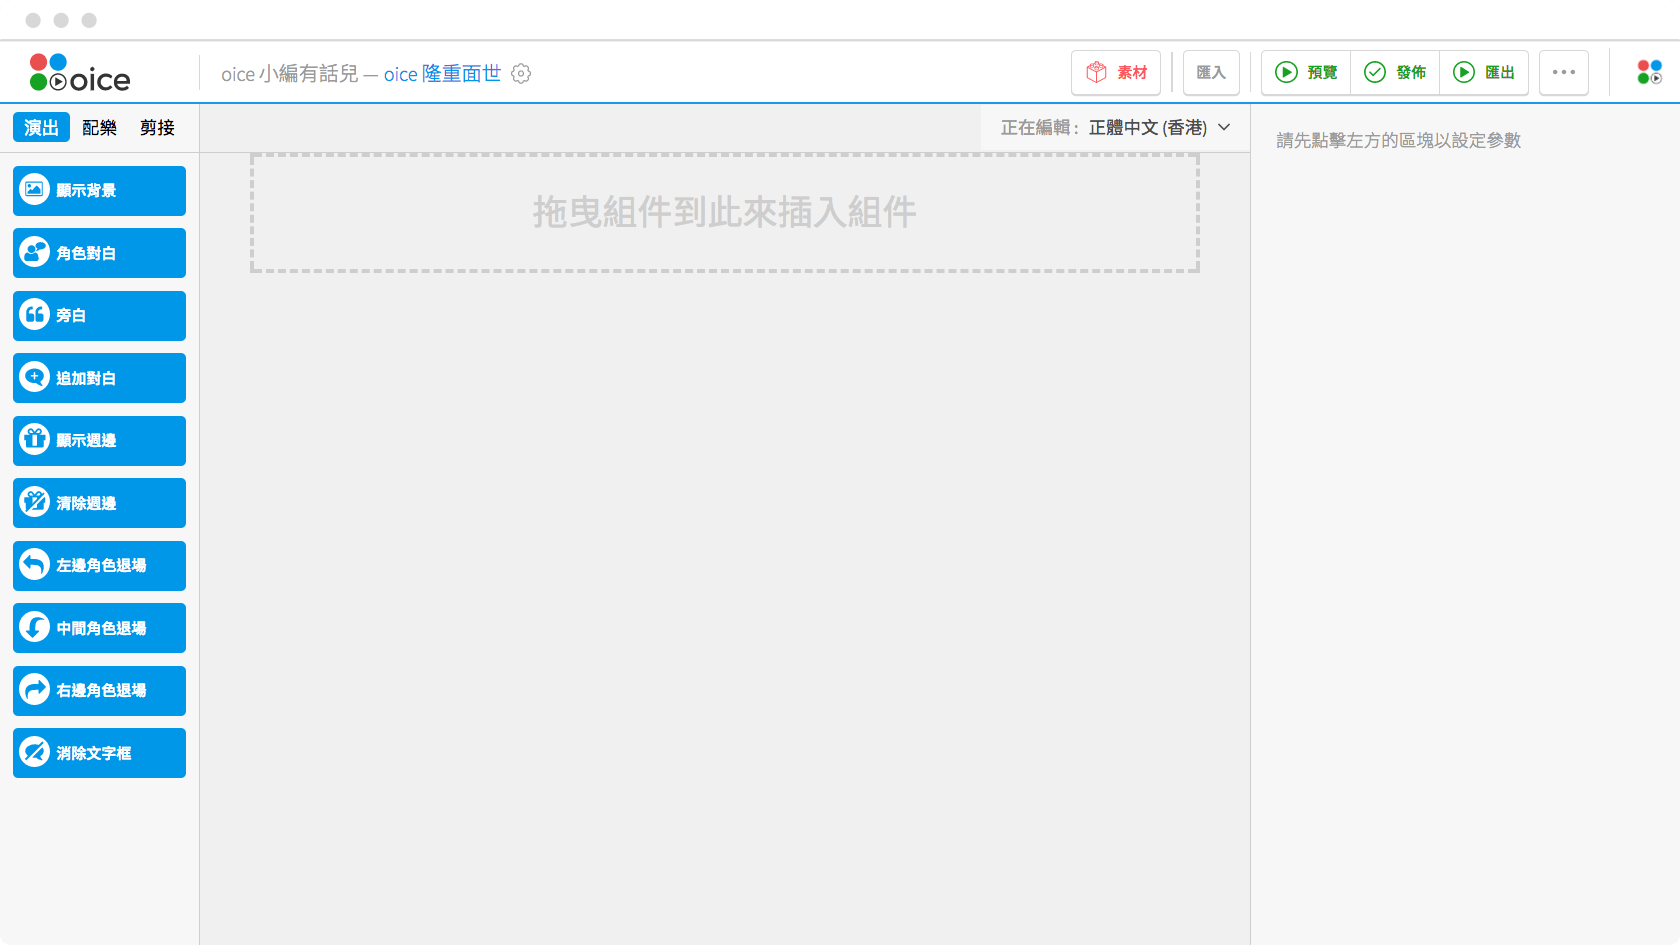 oice
oice 小編有話兒 — oice 隆重面世
素材
匯入
預覽
發佈
匯出
演出 配樂 剪接
正在編輯： 正體中文 (香港)
請先點擊左方的區塊以設定參數
拖曳組件到此來插入組件
顯示背景
角色對白
旁白
追加對白
顯示週邊
清除週邊
左邊角色退場
中間角色退場
右邊角色退場
消除文字框